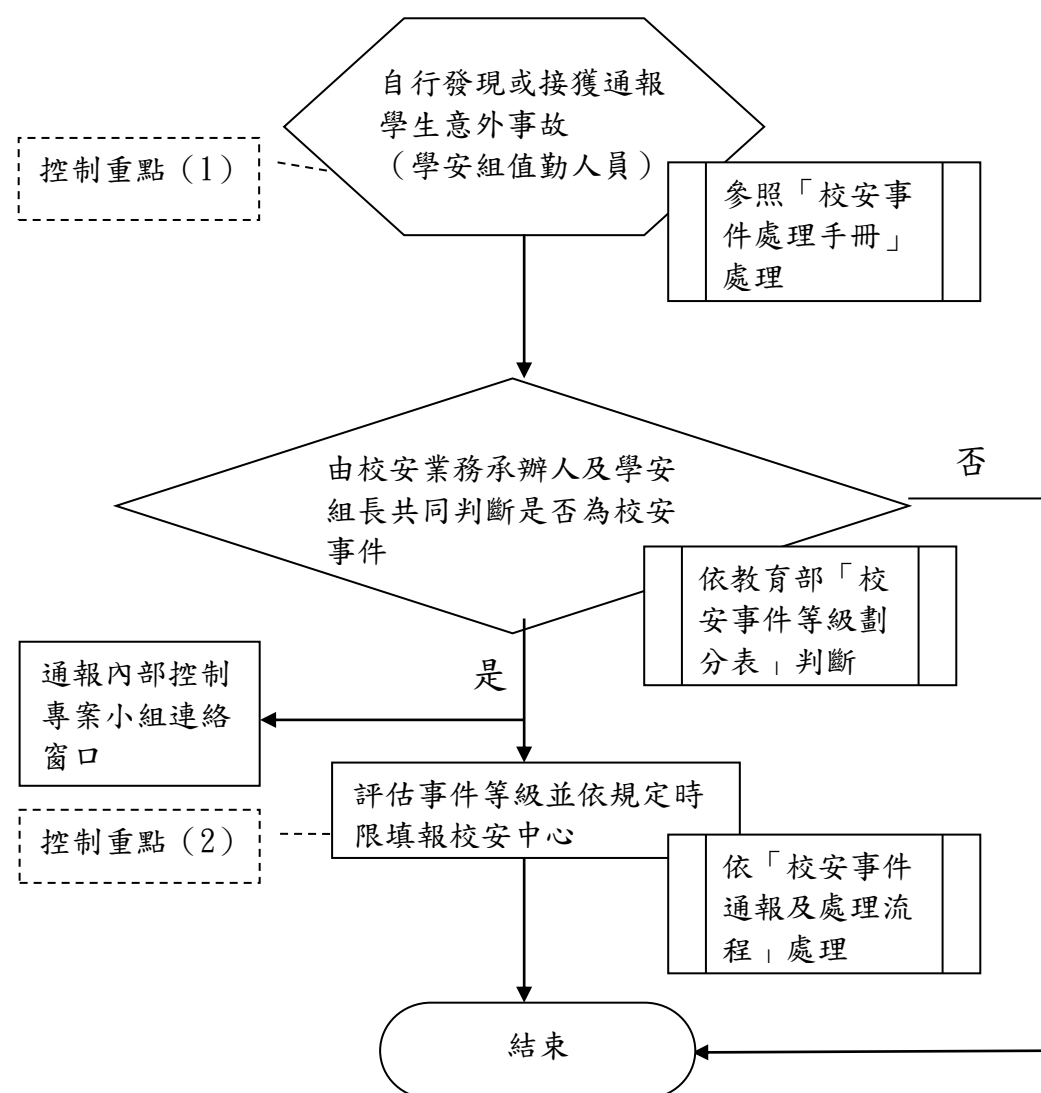 自行發現或接獲通報
學生意外事故
（學安組值勤人員）
控制重點（1）
參照「校安事
件處理手冊」
處理
由校安業務承辦人及學安
組長共同判斷是否為校安
事件
否
依教育部「校
安事件等級劃
分表」判斷
是
通報內部控制
專案小組連絡
窗口
評估事件等級並依規定時
限填報校安中心
控制重點（2）
依「校安事件
通報及處理流
程」處理
結束